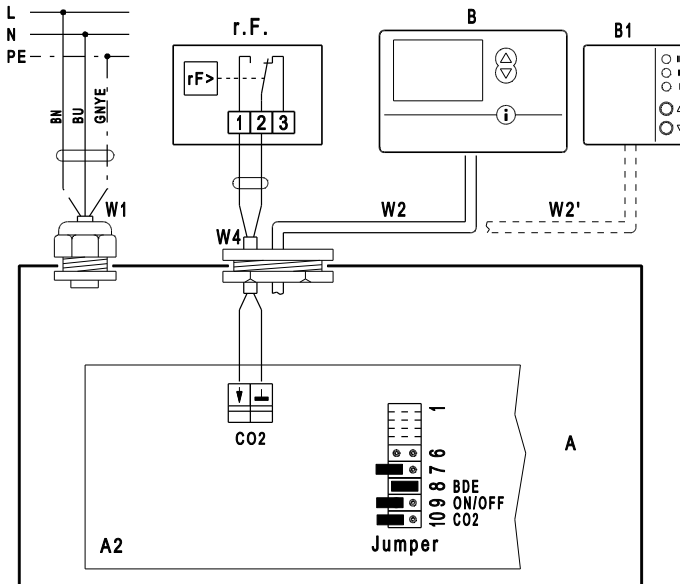 L
N
PE
BN
BU
GNYE
r.F.
rF>
1 2 3
B
i
B1
W1
W4
W2
W2'
CO2
1
6
7
8 BDE
9 ON/OFF
10 CO2
Jumper
A2
A